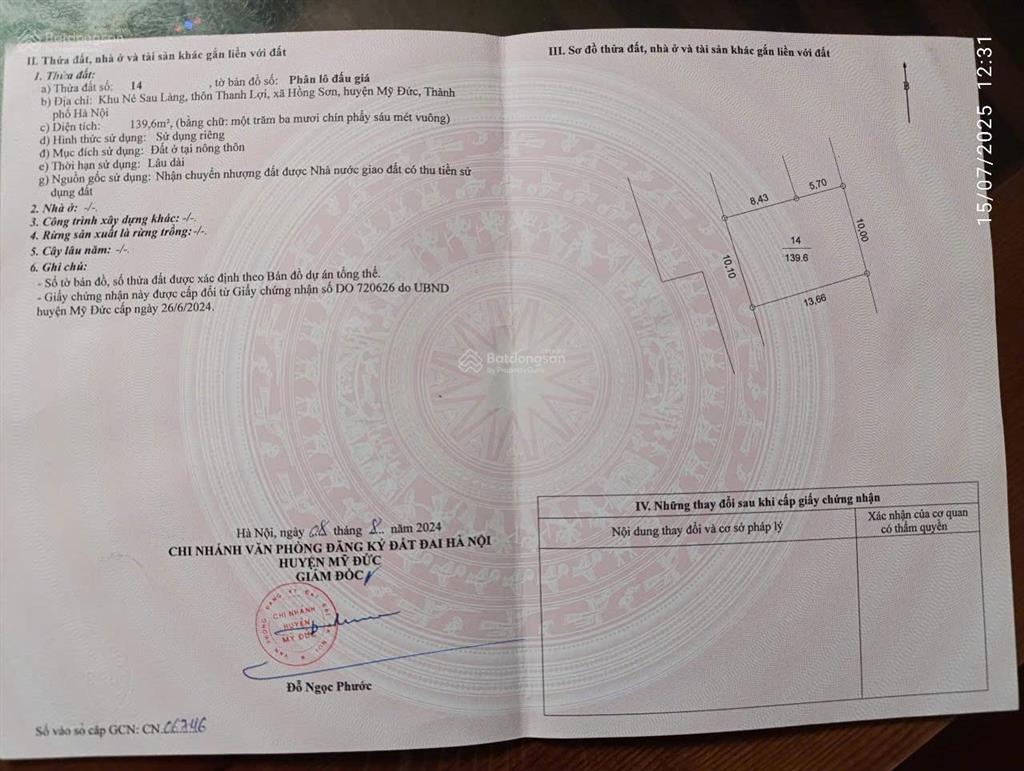 II. Thửa đất, nhà ở và tài sản khác gắn liền với đất
1. Thửa đất:
a) Thửa đất số: 14 , tờ bản đồ số: Phân lô đấu giá
b) Địa chỉ: Khu Nẻ Sau Làng, thôn Thanh Lợi, xã Hồng Sơn, huyện Mỹ Đức, Thành
phố Hà Nội
c) Diện tích: 139,6m², (bằng chữ: một trăm ba mươi chín phẩy sáu mét vuông)
d) Hình thức sử dụng: Sử dụng riêng
đ) Mục đích sử dụng: Đất ở tại nông thôn
e) Thời hạn sử dụng: Lâu dài
g) Nguồn gốc sử dụng: Nhận chuyển nhượng đất được Nhà nước giao đất có thu tiền sử
dụng đất
2. Nhà ở: -/-.
3. Công trình xây dựng khác: -/-.
4. Rừng sản xuất là rừng trồng: -/-.
5. Cây lâu năm: -/-.
6. Ghi chú:
- Số tờ bản đồ, số thửa đất được xác định theo Bản đồ dự án tổng thể.
- Giấy chứng nhận này được cấp đổi từ Giấy chứng nhận số DO 720626 do UBND
huyện Mỹ Đức cấp ngày 26/6/2024.
Hà Nội, ngày 08 tháng 8.. năm 2024
CHI NHÁNH VĂN PHÒNG ĐĂNG KÝ ĐẤT ĐAI HÀ NỘI
HUYỆN MỸ ĐỨC
GIÁM ĐỐC
CHI NHÁNH
HUYỆN
MỸ ĐỨC
Đỗ Ngọc Phước
Số vào sổ cấp GCN: CN.06746
III. Sơ đồ thửa đất, nhà ở và tài sản khác gắn liền với đất
B
8,43
5,70
10,00
14
139.6
10,10
13,66
IV. Những thay đổi sau khi cấp giấy chứng nhận
Nội dung thay đổi và cơ sở pháp lý
Xác nhận của cơ quan
có thẩm quyền
15/07/2025 12:31
Batdongsan
by PropertyGuru
Batdongsan